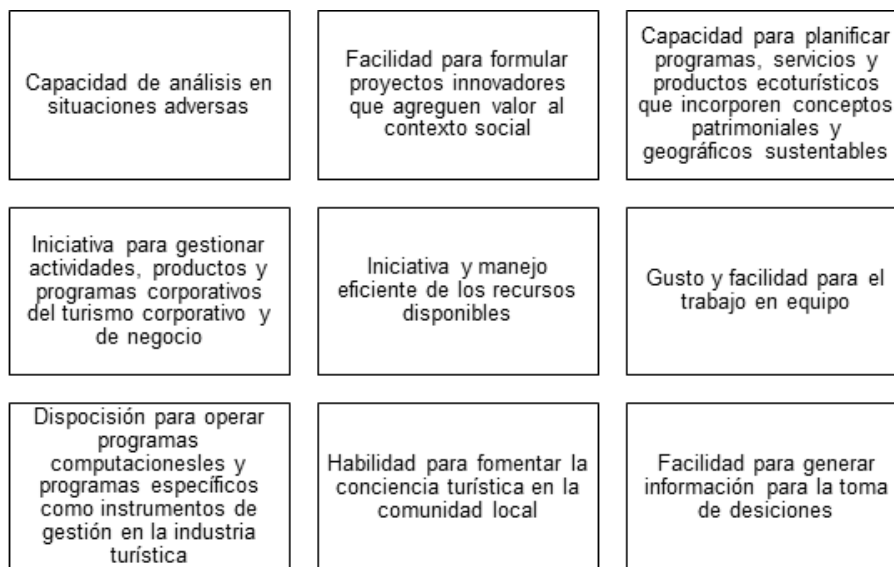 Capacidad de análisis en
situaciones adversas
Facilidad para formular
proyectos innovadores
que agreguen valor al
contexto social
Capacidad para planificar
programas, servicios y
productos ecoturísticos
que incorporen conceptos
patrimoniales y
geográficos sustentables
Iniciativa para gestionar
actividades, productos y
programas corporativos
del turismo corporativo y
de negocio
Iniciativa y manejo
eficiente de los recursos
disponibles
Gusto y facilidad para el
trabajo en equipo
Dispocisión para operar
programas
computacionesles y
programas específicos
como instrumentos de
gestión en la industria
turística
Habilidad para fomentar la
conciencia turística en la
comunidad local
Facilidad para generar
información para la toma
de desiciones